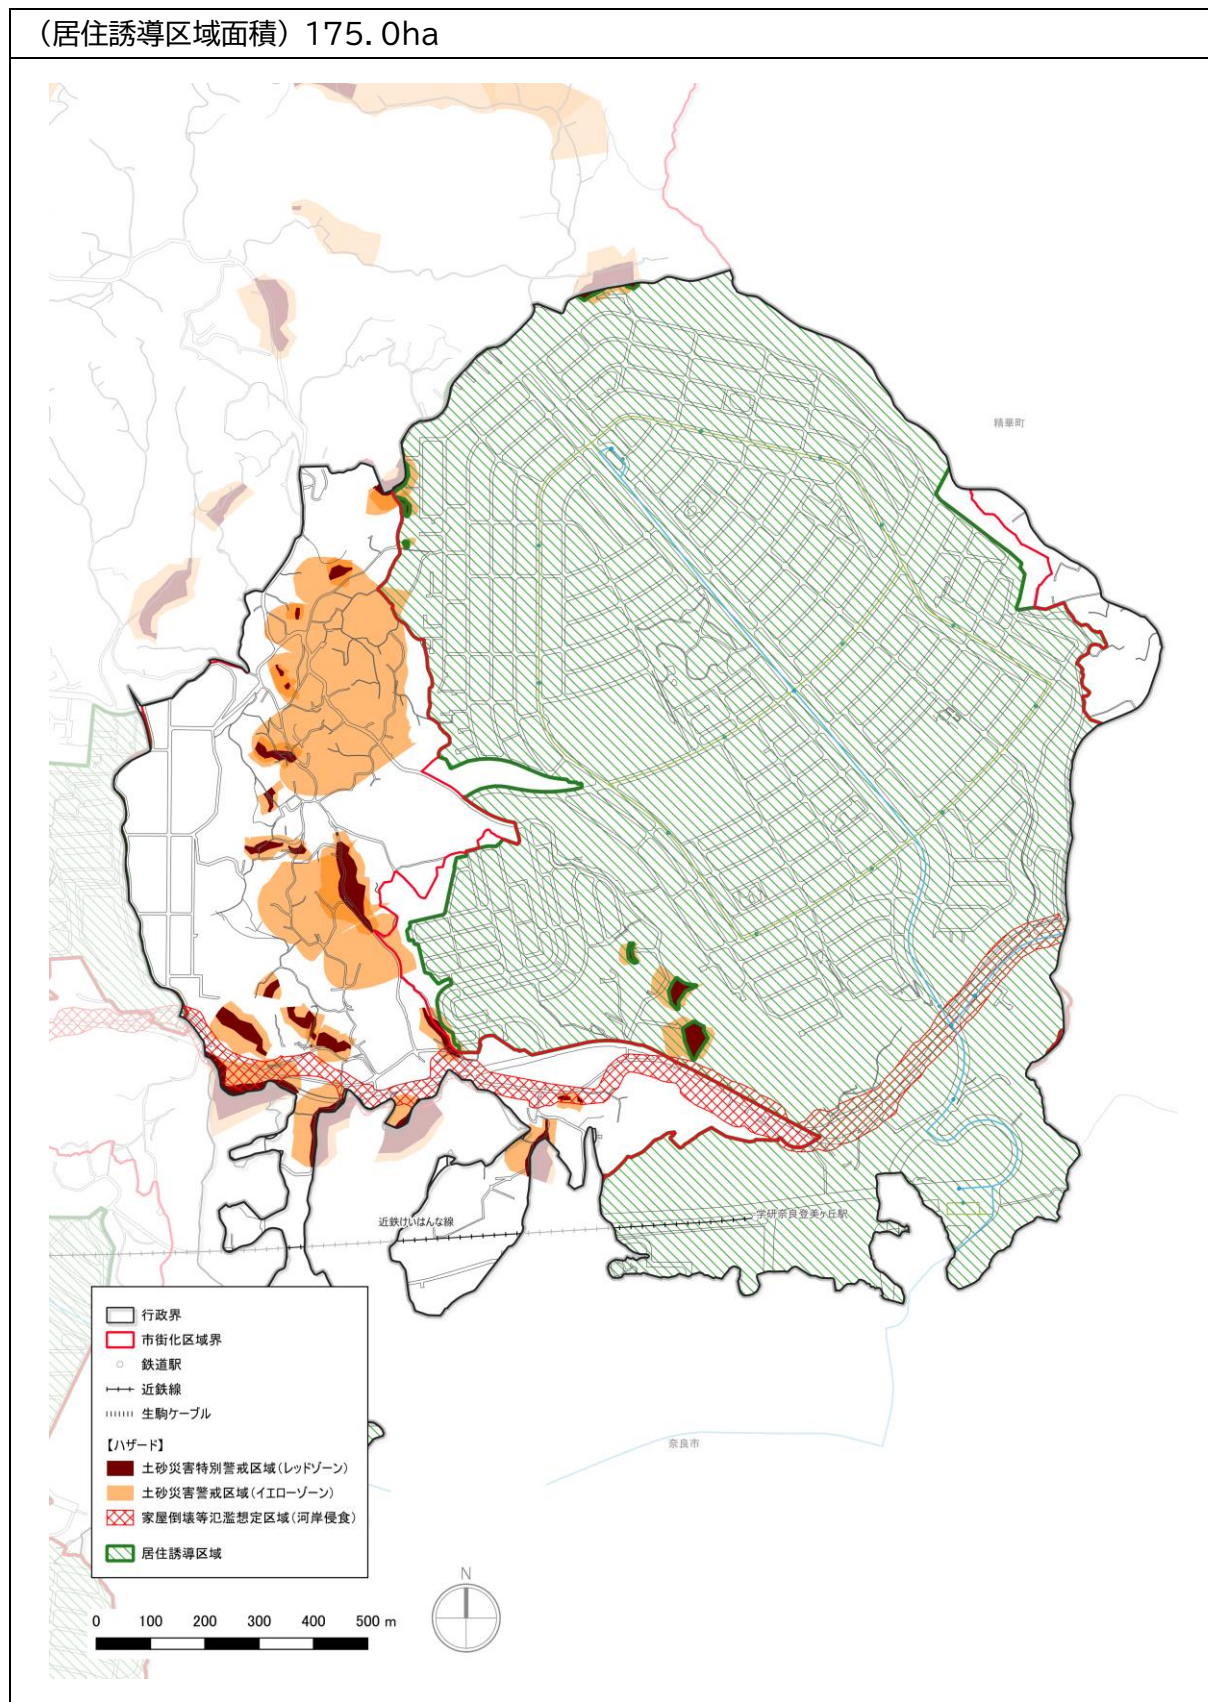 （居住誘導区域面積）175.0ha
精華町
近鉄けいはんな線
学研奈良登美ヶ丘駅
奈良市
行政界
市街化区域界
鉄道駅
近鉄線
生駒ケーブル
【ハザード】
土砂災害特別警戒区域（レッドゾーン）
土砂災害警戒区域（イエローゾーン）
家屋倒壊等氾濫想定区域（河岸侵食）
居住誘導区域
N
0 100 200 300 400 500 m